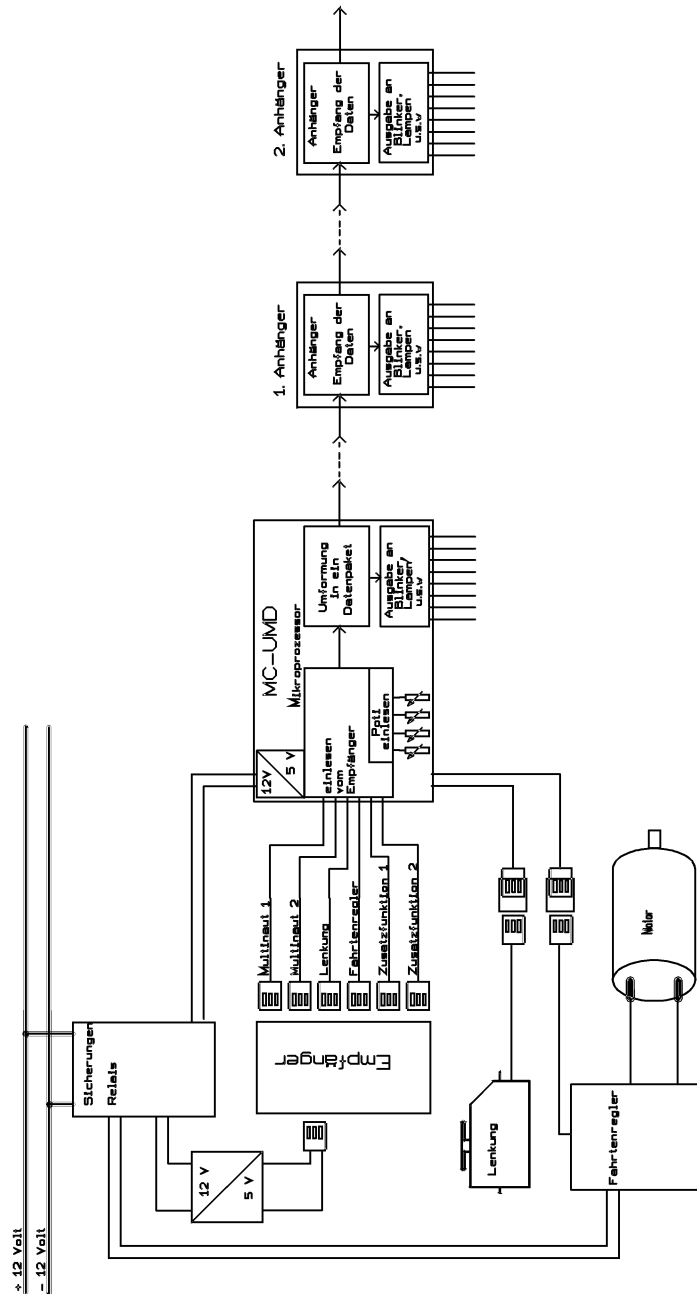 2. Anhänger
Anhänger
Empfang der
Daten
Ausgabe an
Blinker,
Lampen
u.s.w
1. Anhänger
Anhänger
Empfang der
Daten
Ausgabe an
Blinker,
Lampen
u.s.w
MC-UMD
Mikroprozessor
Umformung
in ein
Datenpaket
Ausgabe an
Blinker,
Lampen,
u.s.w
12V
5 V
einlesen
vom
Empfänger
Poti
einlesen
Multinaut 1
Multinaut 2
Lenkung
Fahrtenregler
Zusatzfunktion 1
Zusatzfunktion 2
Empfänger
Sicherungen
Relais
12 V
5 V
Lenkung
Motor
Fahrtenregler
+ 12 Volt
- 12 Volt